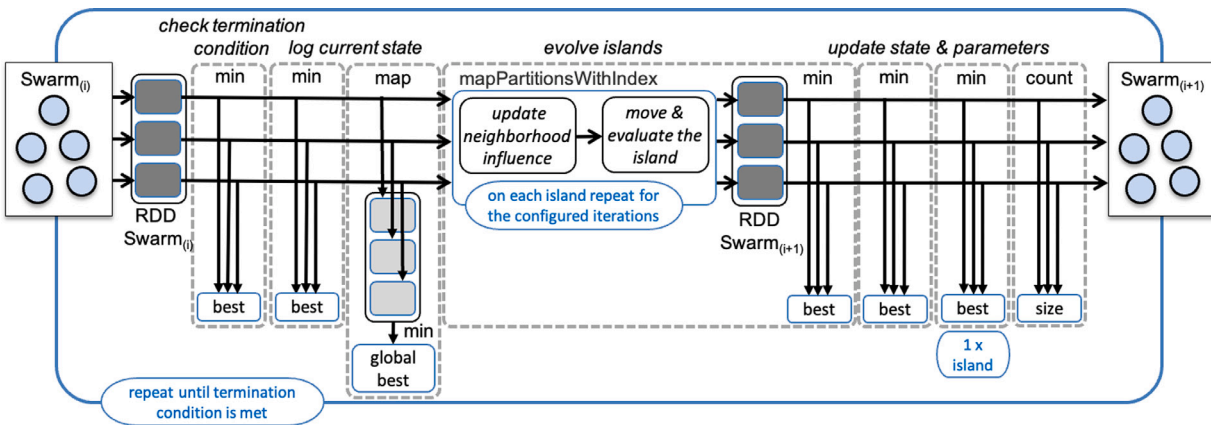 check termination
condition
log current state
evolve islands
update state & parameters
min
min
map
mapPartitionsWithIndex
min
min
min
count
Swarm(i)
Swarm(i+1)
update
neighborhood
influence
move &
evaluate the
island
on each island repeat for
the configured iterations
RDD
Swarm(i)
RDD
Swarm(i+1)
best
best
best
best
best
size
min
global
best
1 x
island
repeat until termination
condition is met